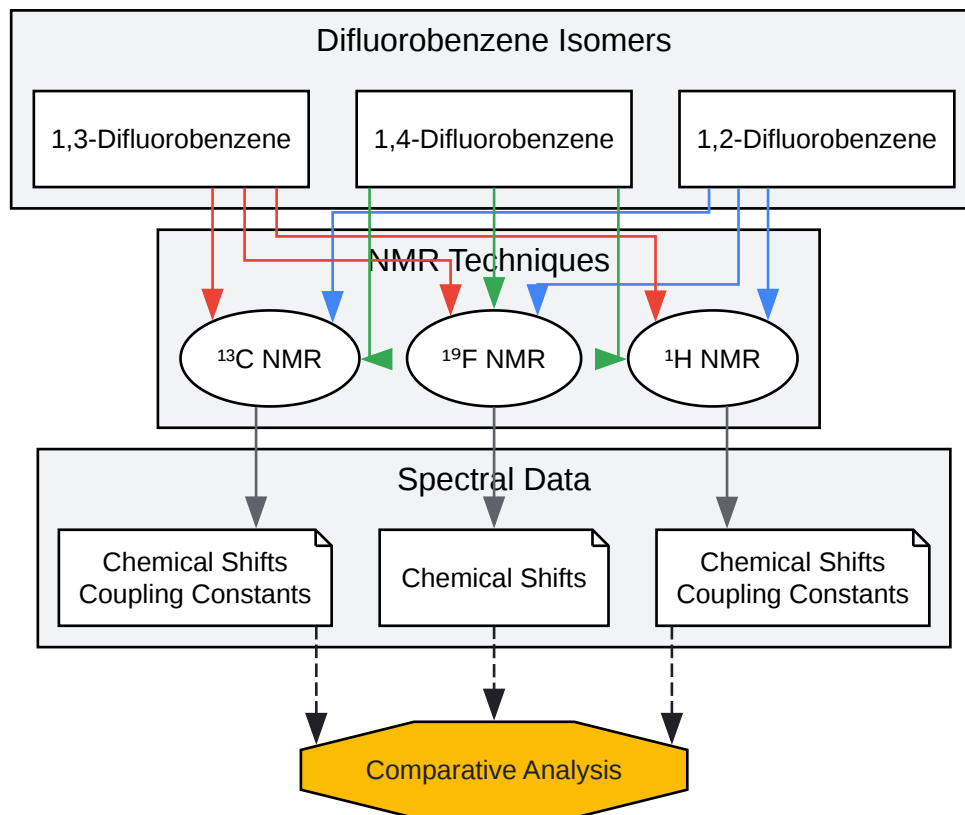 Difluorobenzene Isomers
1,3-Difluorobenzene
1,4-Difluorobenzene
1,2-Difluorobenzene
NMR Techniques
¹³C NMR
¹⁹F NMR
¹H NMR
Spectral Data
Chemical Shifts
Coupling Constants
Chemical Shifts
Chemical Shifts
Coupling Constants
Comparative Analysis